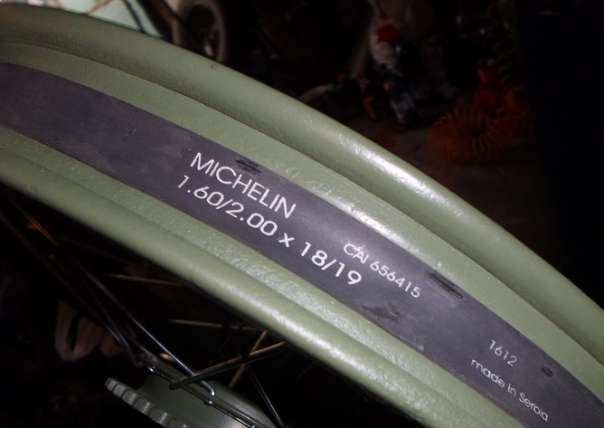 MICHELIN
1.60/2.00 x 18/19
CAI 656415
1612
made in Serbia